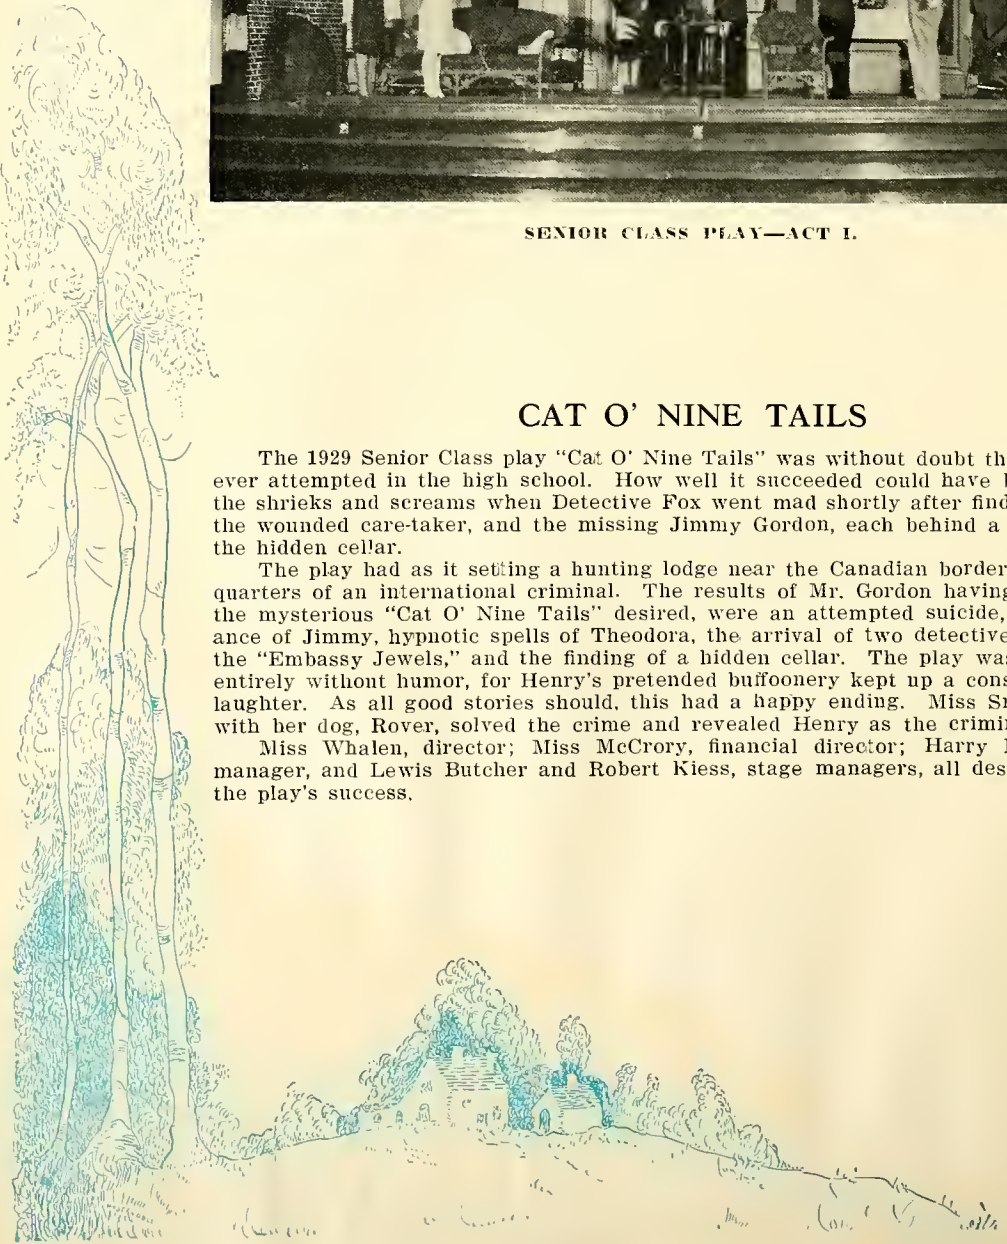 SENIOR CLASS PLAY—ACT I.
CAT O' NINE TAILS
The 1929 Senior Class play "Cat O' Nine Tails" was without doubt
ever attempted in the high school. How well it succeeded could have
the shrieks and screams when Detective Fox went mad shortly after
the wounded care-taker, and the missing Jimmy Gordon, each behind a
the hidden cellar.
The play had as it setting a hunting lodge near the Canadian border
quarters of an international criminal. The results of Mr. Gordon having
the mysterious "Cat O' Nine Tails" desired, were an attempted suicide,
ance of Jimmy, hypnotic spells of Theodora, the arrival of two detective
the "Embassy Jewels," and the finding of a hidden cellar. The play
entirely without humor, for Henry's pretended buffoonery kept up a
laughter. As all good stories should, this had a happy ending. Miss
with her dog, Rover, solved the crime and revealed Henry as the
Miss Whalen, director; Miss McCrory, financial director; Harry
manager, and Lewis Butcher and Robert Kiess, stage managers, all
the play's success.